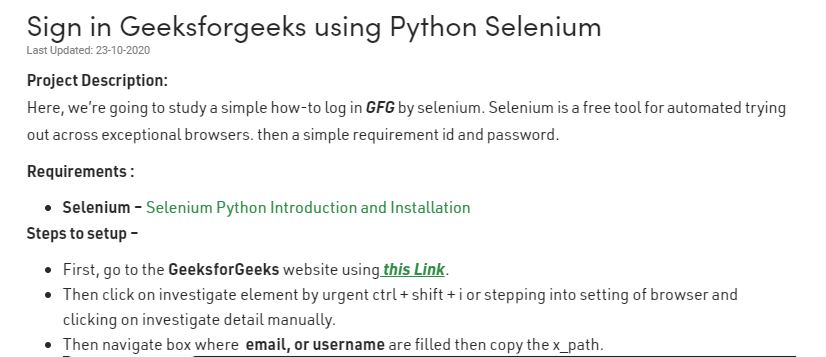 Sign in Geeksforgeeks using Python Selenium
Last Updated: 23-10-2020
Project Description:
Here, we're going to study a simple how-to log in GFG by selenium. Selenium is a free tool for automated trying
out across exceptional browsers. then a simple requirement id and password.
Requirements :
• Selenium – Selenium Python Introduction and Installation
Steps to setup –
• First, go to the GeeksforGeeks website using this Link.
• Then click on investigate element by urgent ctrl + shift + i or stepping into setting of browser and
clicking on investigate detail manually.
• Then navigate box where email, or username are filled then copy the x_path.